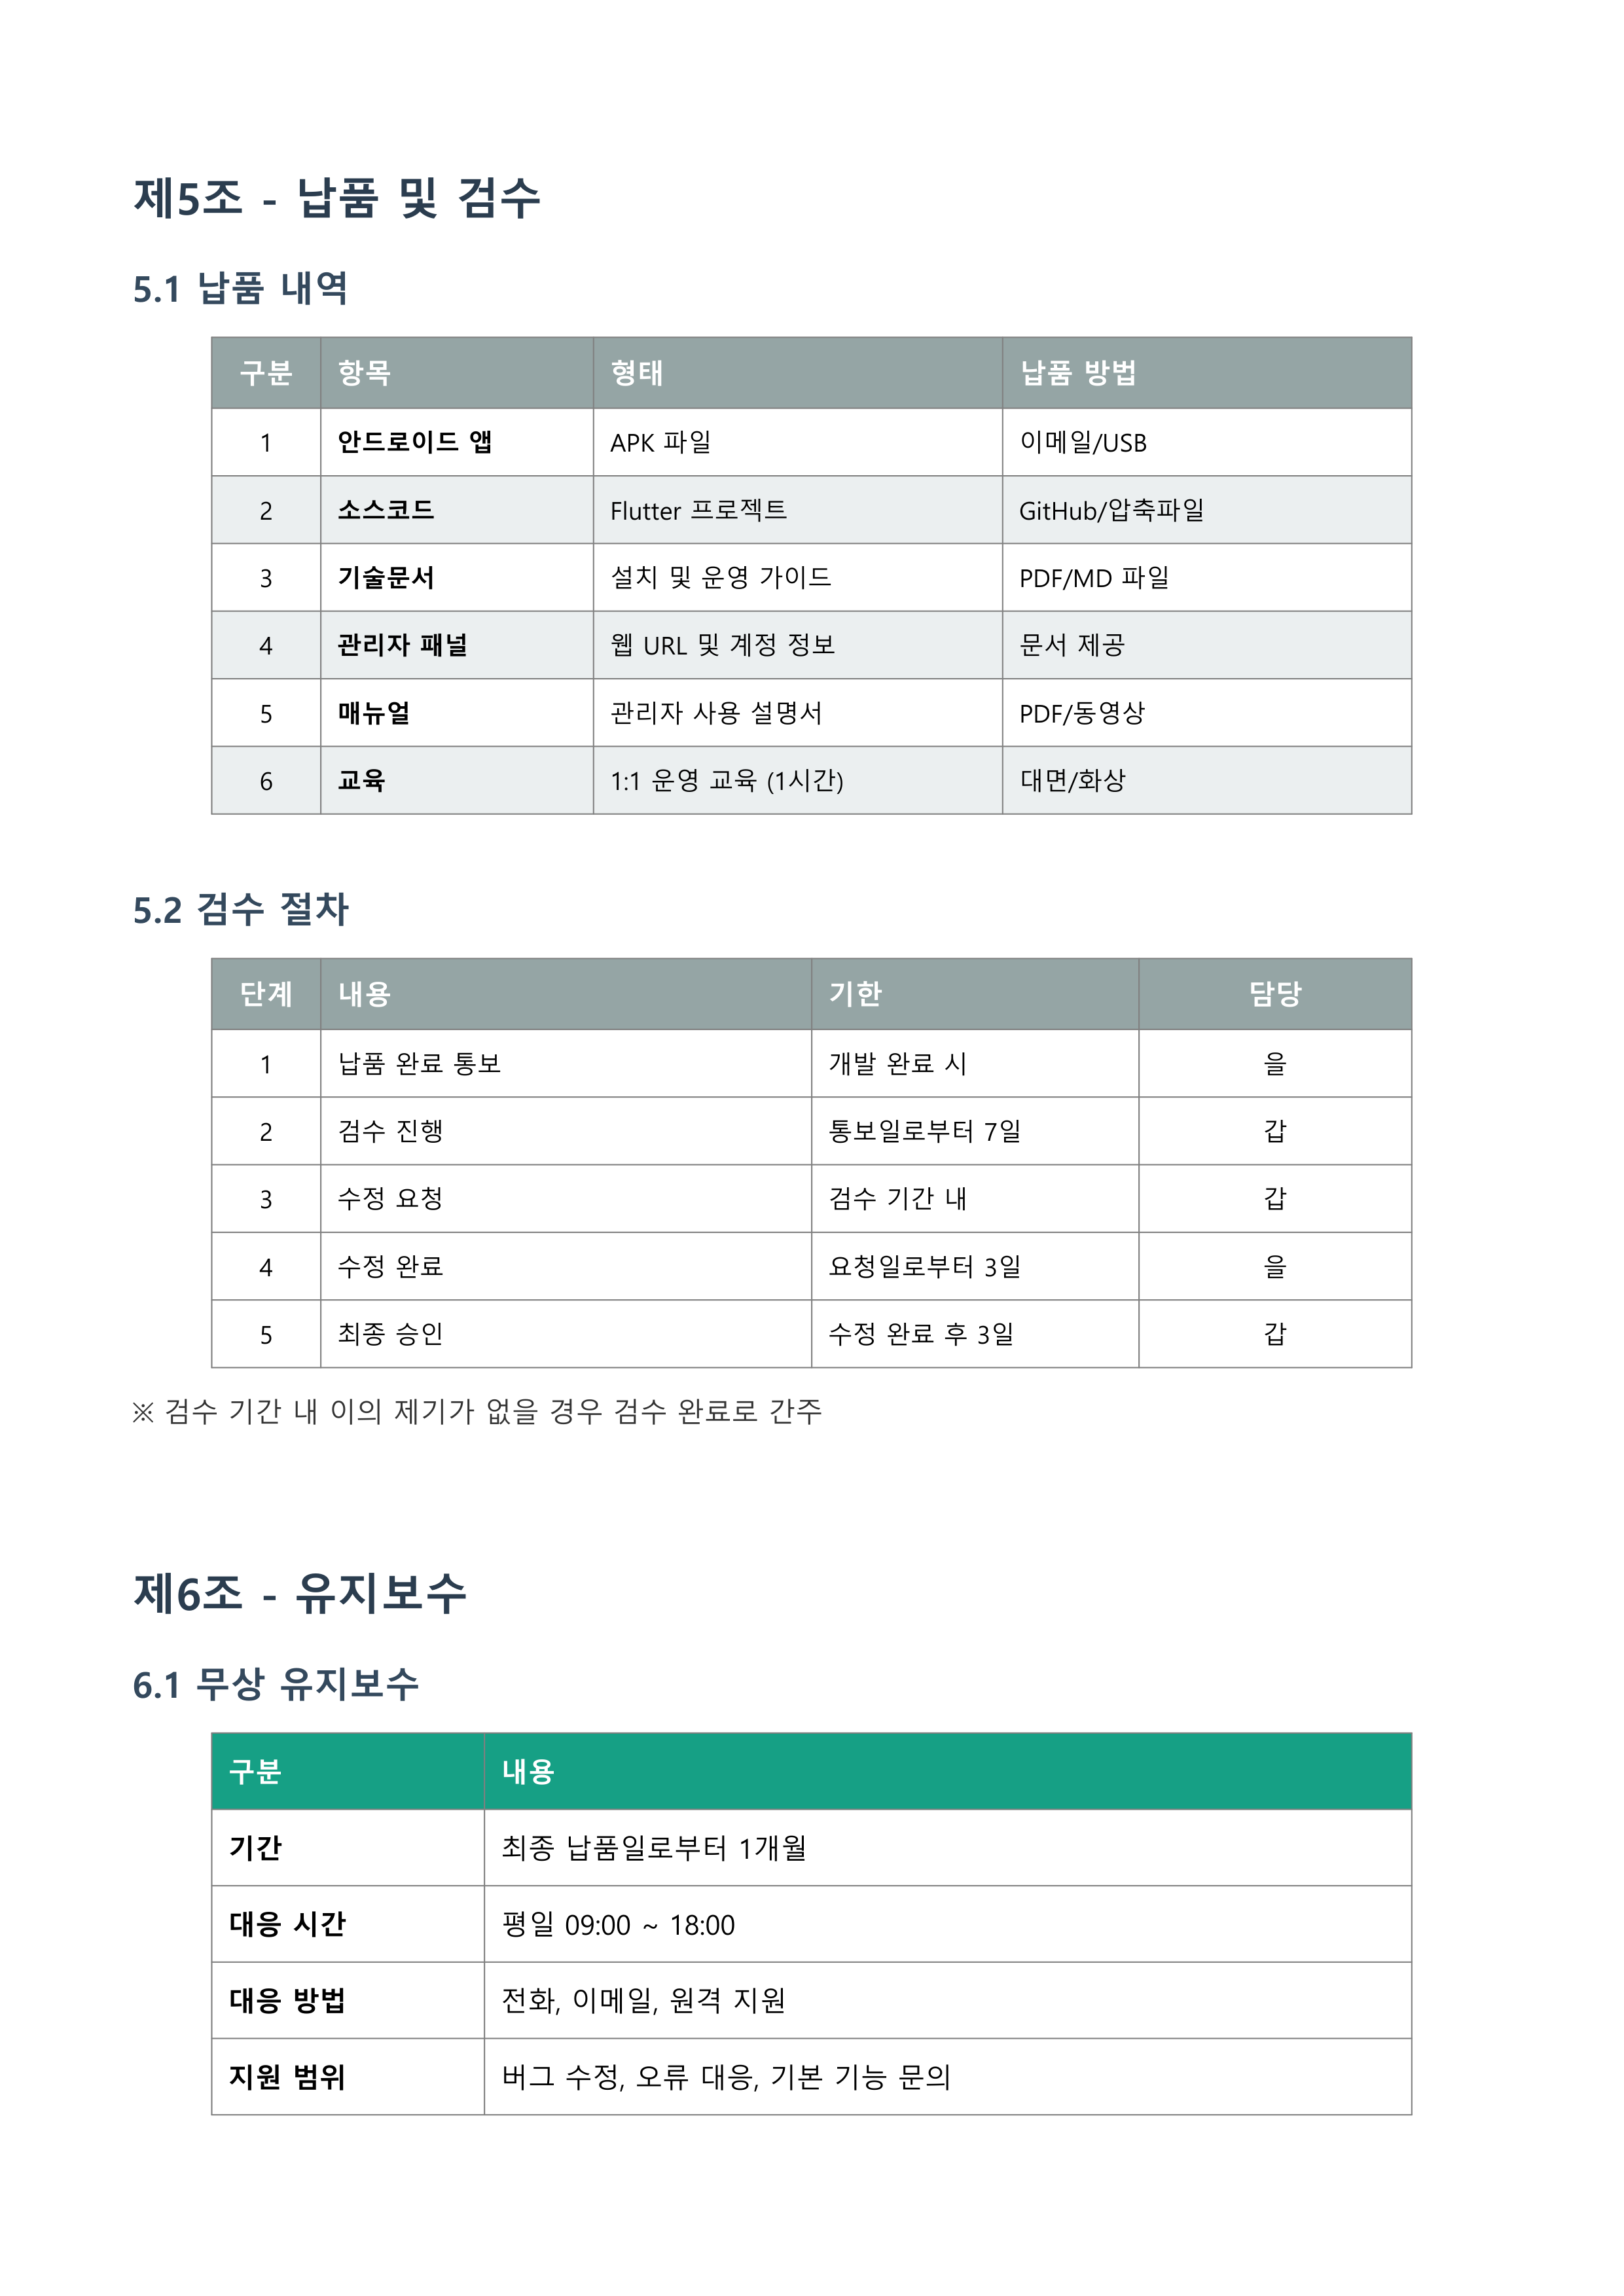 제5조 - 납품 및 검수
5.1 납품 내역
구분 항목 형태 납품 방법
1 안드로이드 앱 APK 파일 이메일/USB
2 소스코드 Flutter 프로젝트 GitHub/압축파일
3 기술문서 설치 및 운영 가이드 PDF/MD 파일
4 관리자 패널 웹 URL 및 계정 정보 문서 제공
5 매뉴얼 관리자 사용 설명서 PDF/동영상
6 교육 1:1 운영 교육 (1시간) 대면/화상
5.2 검수 절차
단계 내용 기한 담당
1 납품 완료 통보 개발 완료 시 을
2 검수 진행 통보일로부터 7일 갑
3 수정 요청 검수 기간 내 갑
4 수정 완료 요청일로부터 3일 을
5 최종 승인 수정 완료 후 3일 갑
※ 검수 기간 내 이의 제기가 없을 경우 검수 완료로 간주
제6조 - 유지보수
6.1 무상 유지보수
구분 내용
기간 최종 납품일로부터 1개월
대응 시간 평일 09:00 ~ 18:00
대응 방법 전화, 이메일, 원격 지원
지원 범위 버그 수정, 오류 대응, 기본 기능 문의